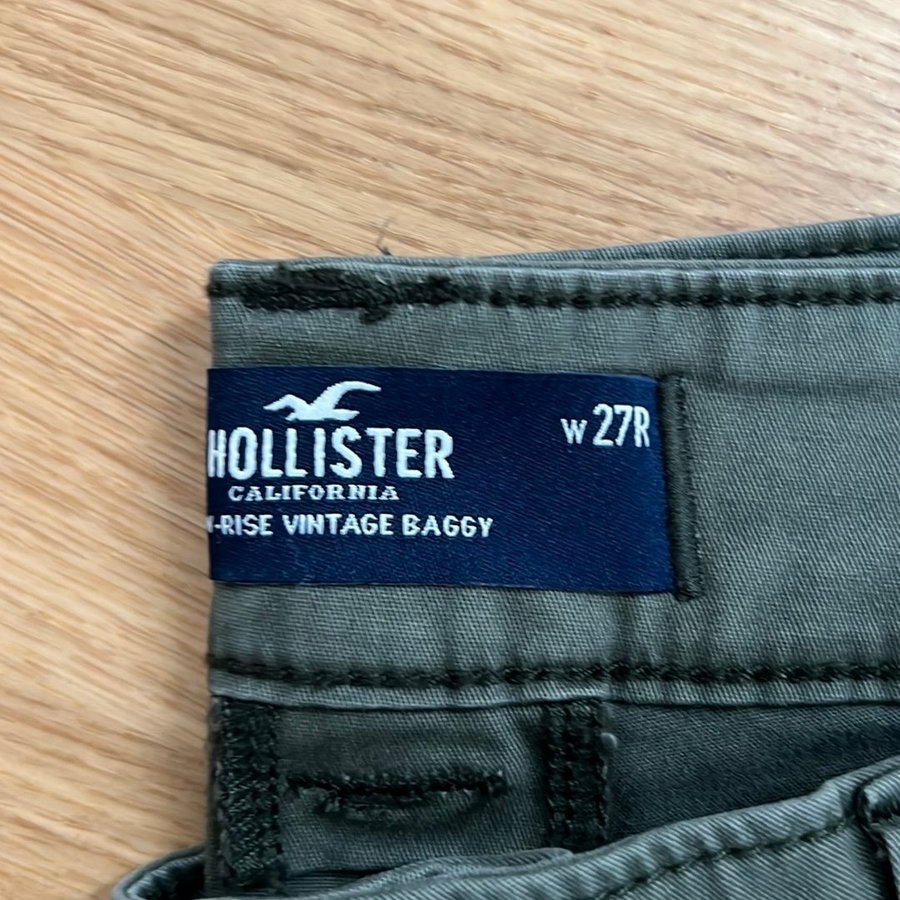 HOLLISTER
W 27R
CALIFORNIA
-RISE VINTAGE BAGGY